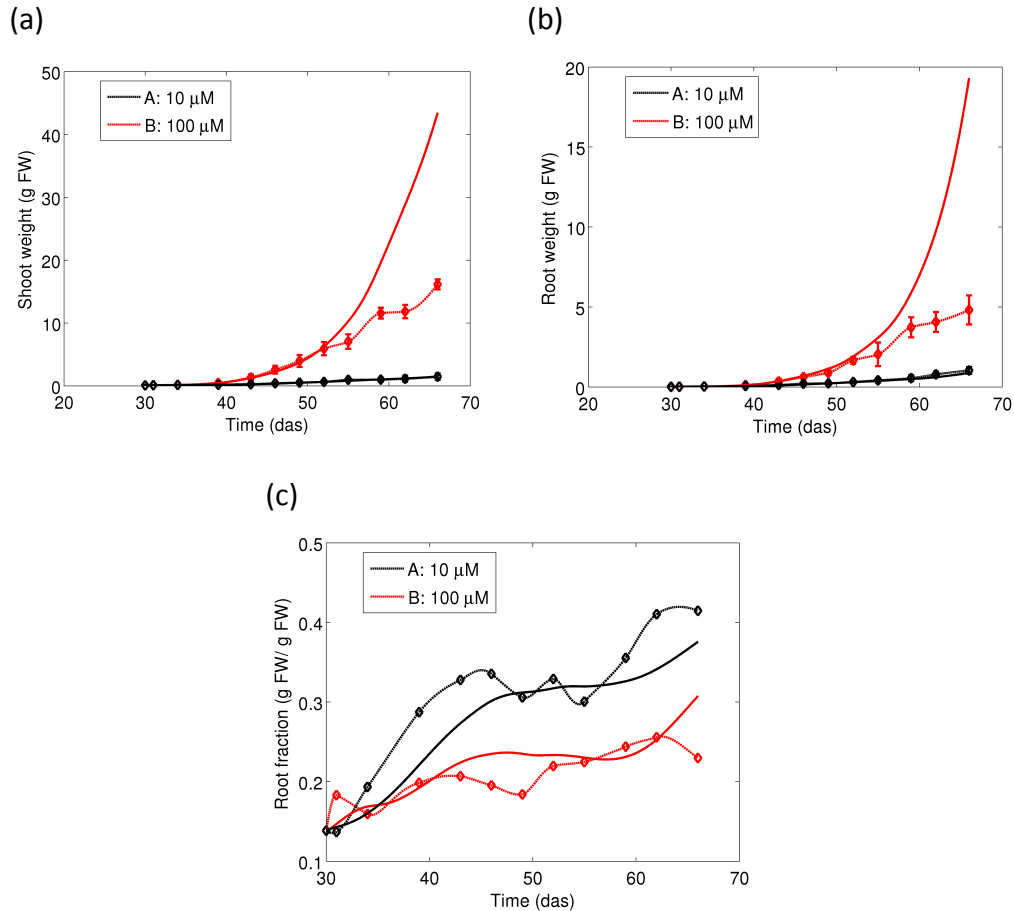 (a)
50
40
30
20
10
0
20 30 40 50 60 70
Shoot weight (g FW)
Time (das)
A: 10 μM
B: 100 μM
(b)
20
15
10
5
0
20 30 40 50 60 70
Root weight (g FW)
Time (das)
A: 10 μM
B: 100 μM
(c)
0.5
0.4
0.3
0.2
0.1
30 40 50 60 70
Root fraction (g FW/ g FW)
Time (das)
A: 10 μM
B: 100 μM